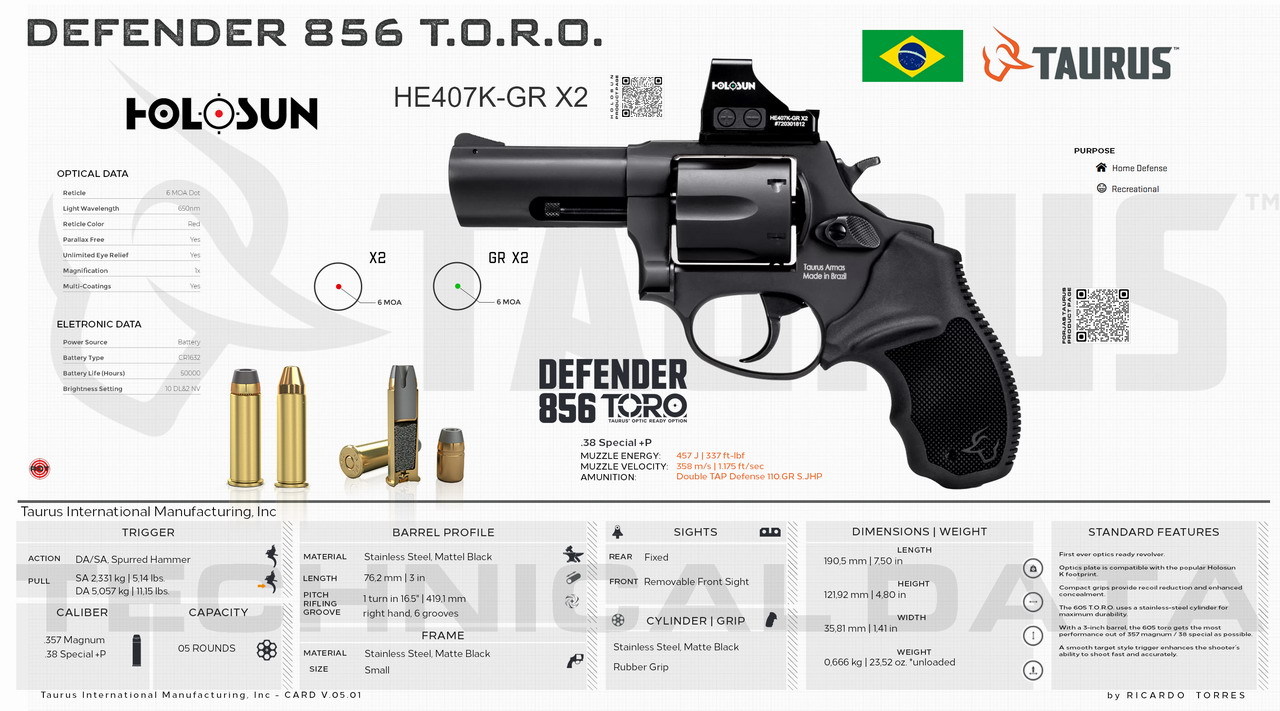 DEFENDER 856 T.O.R.O.
TAURUS™
HOLOSUN
HE407K-GR X2
HOLOSUN
PRODUCT PAGE
HOLOSUN
HE407K-GR X2
#720301812
PURPOSE
Home Defense
Recreational
OPTICAL DATA
Reticle 6 MOA Dot
Light Wavelength 650nm
Reticle Color Red
Parallax Free Yes
Unlimited Eye Relief Yes
Magnification 1x
Multi-Coatings Yes
X2
6 MOA
GR X2
6 MOA
Taurus Armas
Made in Brazil
TAURUS
PRODUCT PAGE
ELETRONIC DATA
Power Source Battery
Battery Type CR1632
Battery Life (Hours) 50000
Brightness Setting 10 DL&2 NV
DEFENDER
856 TORO
TAURUS' OPTIC READY OPTION
.38 Special +P
MUZZLE ENERGY: 457 J | 337 ft-lbf
MUZZLE VELOCITY: 358 m/s | 1.175 ft/sec
AMUNITION: Double TAP Defense 110.GR S.JHP
TAURUS™
Taurus International Manufacturing, Inc
TECHNICAL DATA
TRIGGER
ACTION DA/SA, Spurred Hammer
PULL SA 2,331 kg | 5,14 lbs.
DA 5,057 kg | 11,15 lbs.
CALIBER
357 Magnum
.38 Special +P
CAPACITY
05 ROUNDS
BARREL PROFILE
MATERIAL Stainless Steel, Mattel Black
LENGTH 76,2 mm | 3 in
PITCH
RIFLING
GROOVE
1 turn in 16.5" | 419,1 mm
right hand, 6 grooves
FRAME
MATERIAL Stainless Steel, Matte Black
SIZE Small
SIGHTS
REAR Fixed
FRONT Removable Front Sight
CYLINDER | GRIP
Stainless Steel, Matte Black
Rubber Grip
DIMENSIONS | WEIGHT
LENGTH
190,5 mm | 7,50 in
HEIGHT
121,92 mm | 4,80 in
WIDTH
35,81 mm | 1,41 in
WEIGHT
0,666 kg | 23,52 oz. *unloaded
STANDARD FEATURES
First ever optics ready revolver.
Optics plate is compatible with the popular Holosun
K footprint.
Compact grips provide recoil reduction and enhanced
concealment.
The 605 T.O.R.O. uses a stainless-steel cylinder for
maximum durability.
With a 3-inch barrel, the 605 toro gets the most
performance out of 357 magnum / 38 special as possible.
A smooth target style trigger enhances the shooter's
ability to shoot fast and accurately.
Taurus International Manufacturing, Inc - CARD V.05.01
by RICARDO TORRES